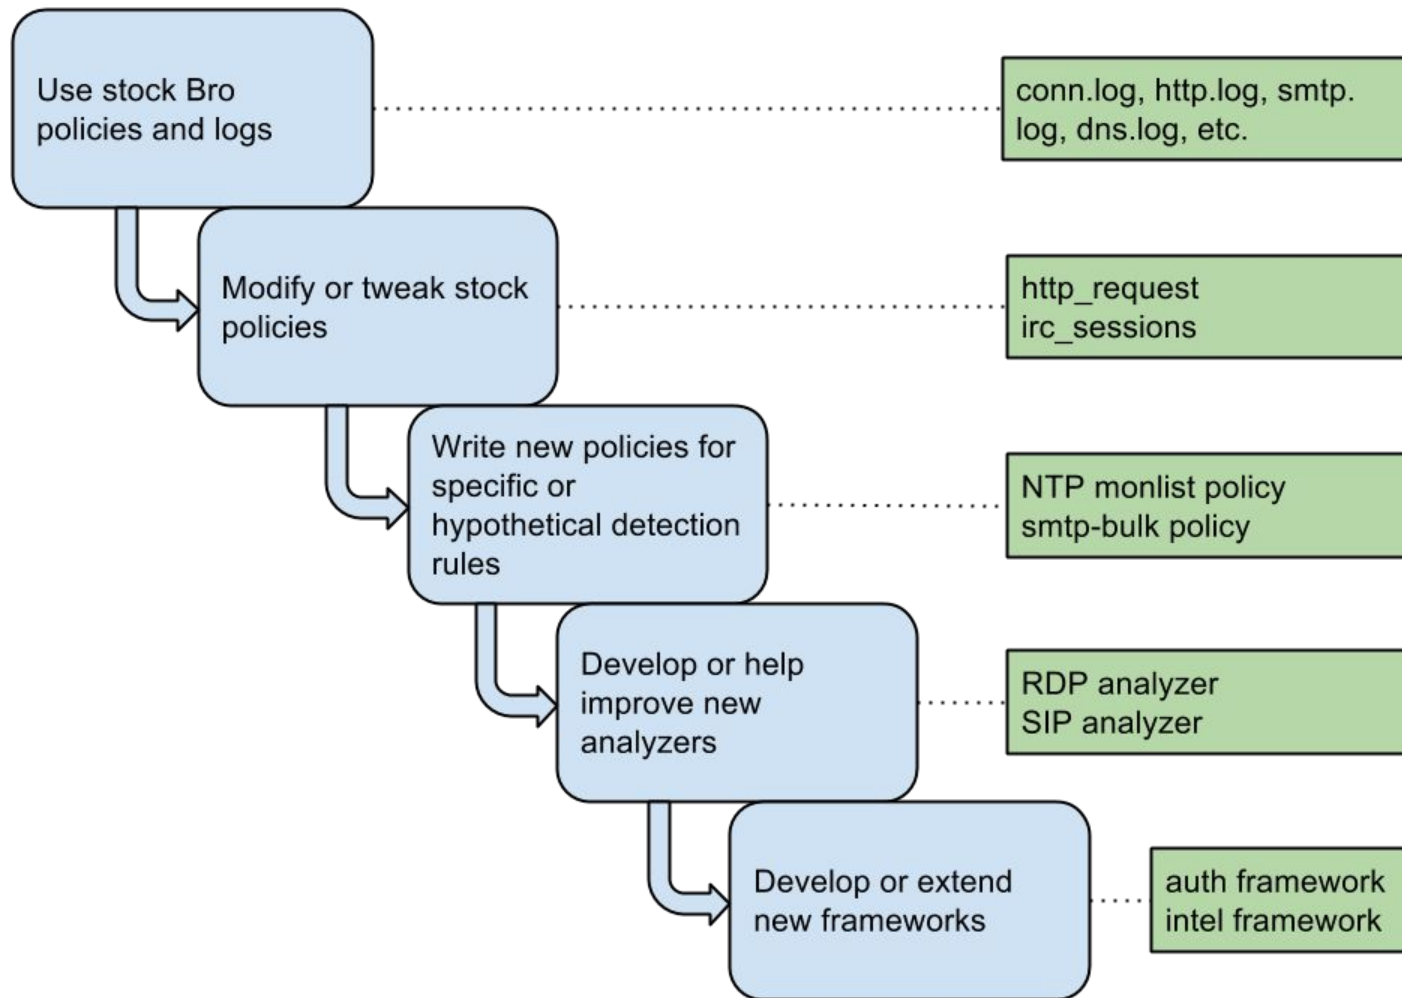 Use stock Bro
policies and logs
conn.log, http.log, smtp.
log, dns.log, etc.
Modify or tweak stock
policies
http_request
irc_sessions
Write new policies for
specific or
hypothetical detection
rules
NTP monlist policy
smtp-bulk policy
Develop or help
improve new
analyzers
RDP analyzer
SIP analyzer
Develop or extend
new frameworks
auth framework
intel framework